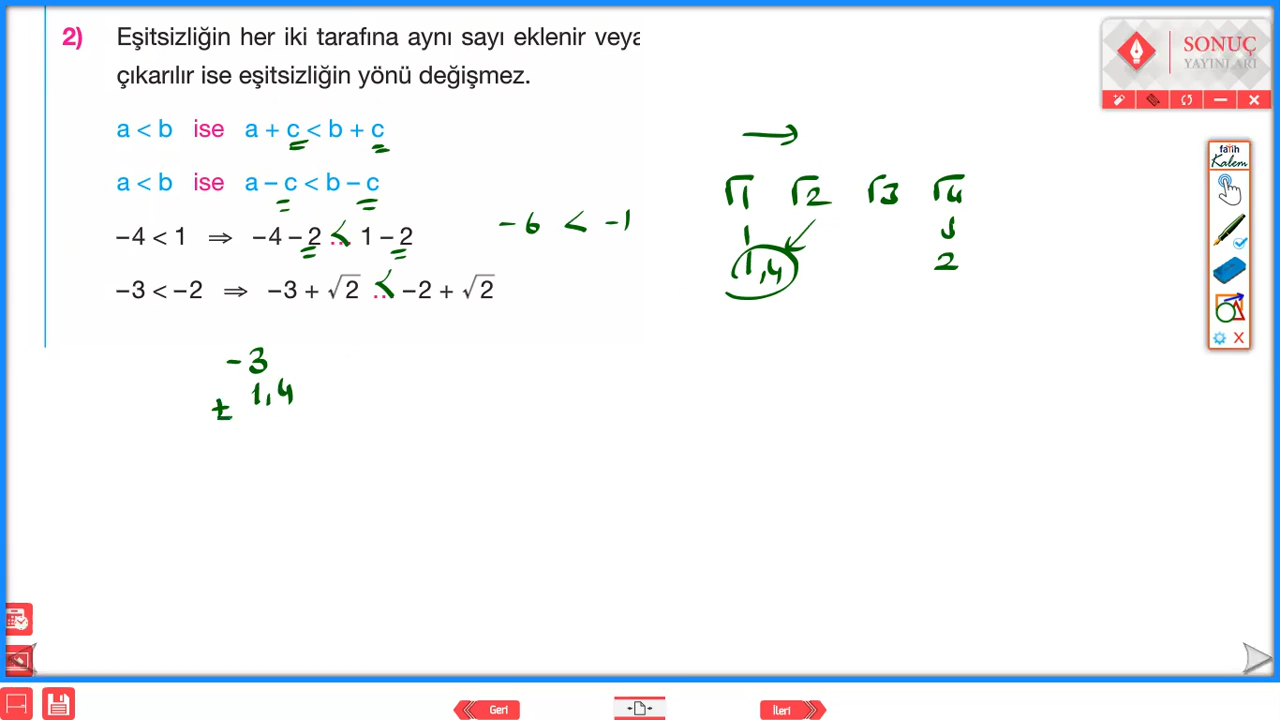 2) Eşitsizliğin her iki tarafına aynı sayı eklenir veya
çıkarılır ise eşitsizliğin yönü değişmez.
a < b ise a + c < b + c
a < b ise a – c < b – c
–4 < 1 ⇒ –4 – 2 < 1 – 2
-6 < -1
–3 < –2 ⇒ –3 + √2 < –2 + √2
-3
± 1,4
→
√1 √2 √3 √4
1 ↓
1,4 2
SONUÇ
YAYINLARI
fatih
Kalem
Geri
İleri